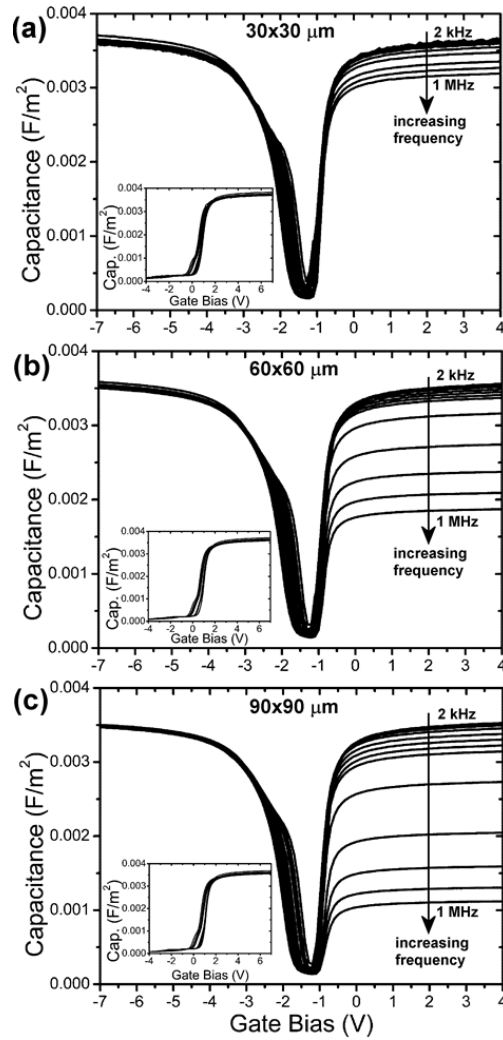 (a)
30x30 μm
2 kHz
1 MHz
increasing
frequency
Capacitance (F/m²)
0.004
0.003
0.002
0.001
0.000
Cap. (F/m²)
0.004
0.003
0.002
0.001
0.000
-4 -2 0 2 4 6
Gate Bias (V)
-7 -6 -5 -4 -3 -2 -1 0 1 2 3 4
(b)
60x60 μm
2 kHz
1 MHz
increasing
frequency
Capacitance (F/m²)
0.004
0.003
0.002
0.001
0.000
Cap. (F/m²)
0.004
0.003
0.002
0.001
0.000
-4 -2 0 2 4 6
Gate Bias (V)
-7 -6 -5 -4 -3 -2 -1 0 1 2 3 4
(c)
90x90 μm
2 kHz
1 MHz
increasing
frequency
Capacitance (F/m²)
0.004
0.003
0.002
0.001
0.000
Cap. (F/m²)
0.004
0.003
0.002
0.001
0.000
-4 -2 0 2 4 6
Gate Bias (V)
-7 -6 -5 -4 -3 -2 -1 0 1 2 3 4
Gate Bias (V)